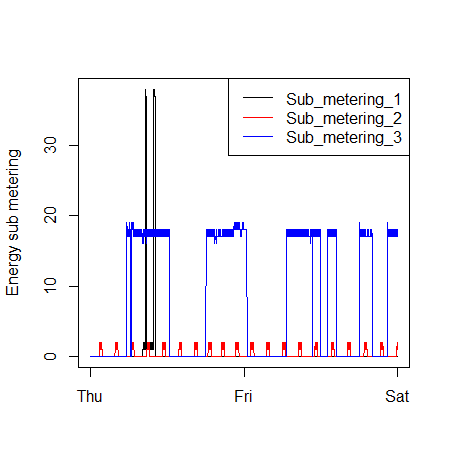 Sub_metering_1
Sub_metering_2
Sub_metering_3
Energy sub metering
30
20
10
0
Thu
Fri
Sat